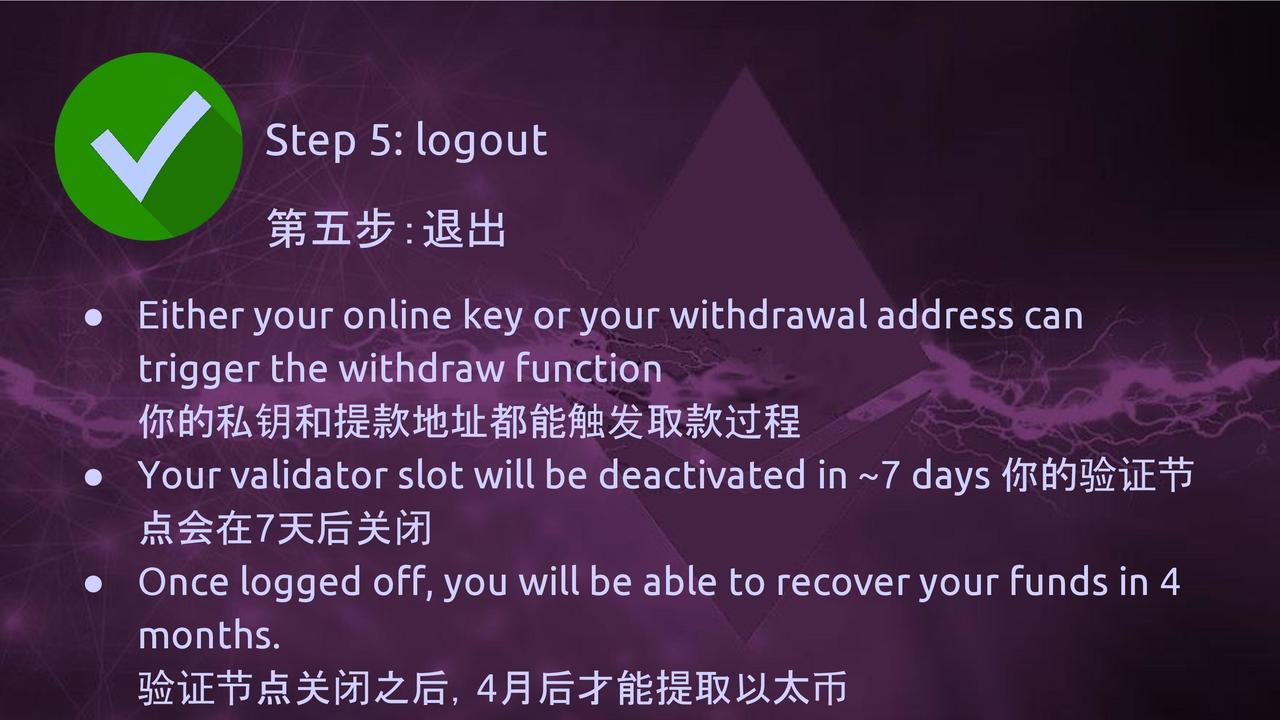 Step 5: logout
第五步:退出
● Either your online key or your withdrawal address can
trigger the withdraw function
你的私钥和提款地址都能触发取款过程
● Your validator slot will be deactivated in ~7 days 你的验证节
点会在7天后关闭
● Once logged off, you will be able to recover your funds in 4
months.
验证节点关闭之后, 4月后才能提取以太币